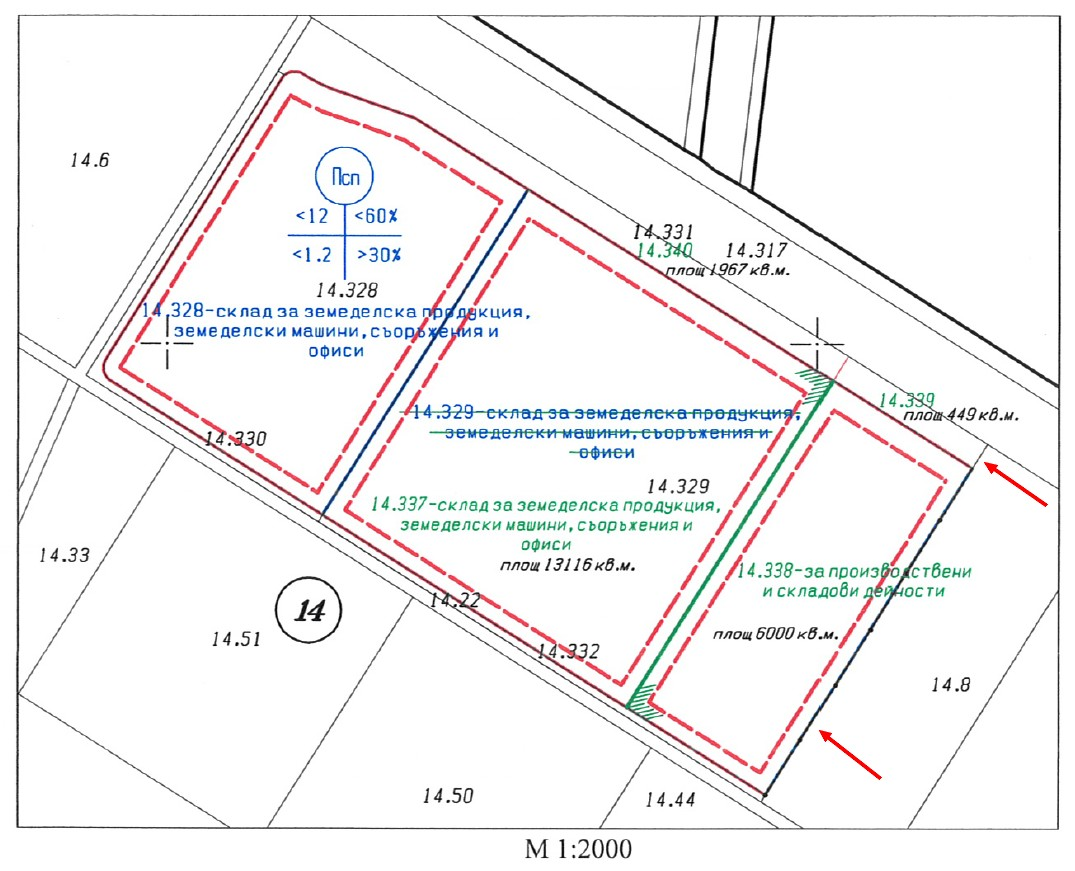 14.6
Псп
<12 <60%
<1.2 >30%
14.328
14.328-склад за земеделска продукция,
земеделски машини, съоръжения и
офиси
14.331
14.340 14.317
площ 1967 кв.м.
14.339
площ 449 кв.м.
14.329-склад за земеделска продукция,
земеделски машини, съоръжения и
офиси
14.330
14.329
14.337-склад за земеделска продукция,
земеделски машини, съоръжения и
офиси
площ 13116 кв.м.
14.33
14.338-за производствени
и складови дейности
14
14.22
14.51
площ 6000 кв.м.
14.332
14.8
14.50
14.44
М 1:2000